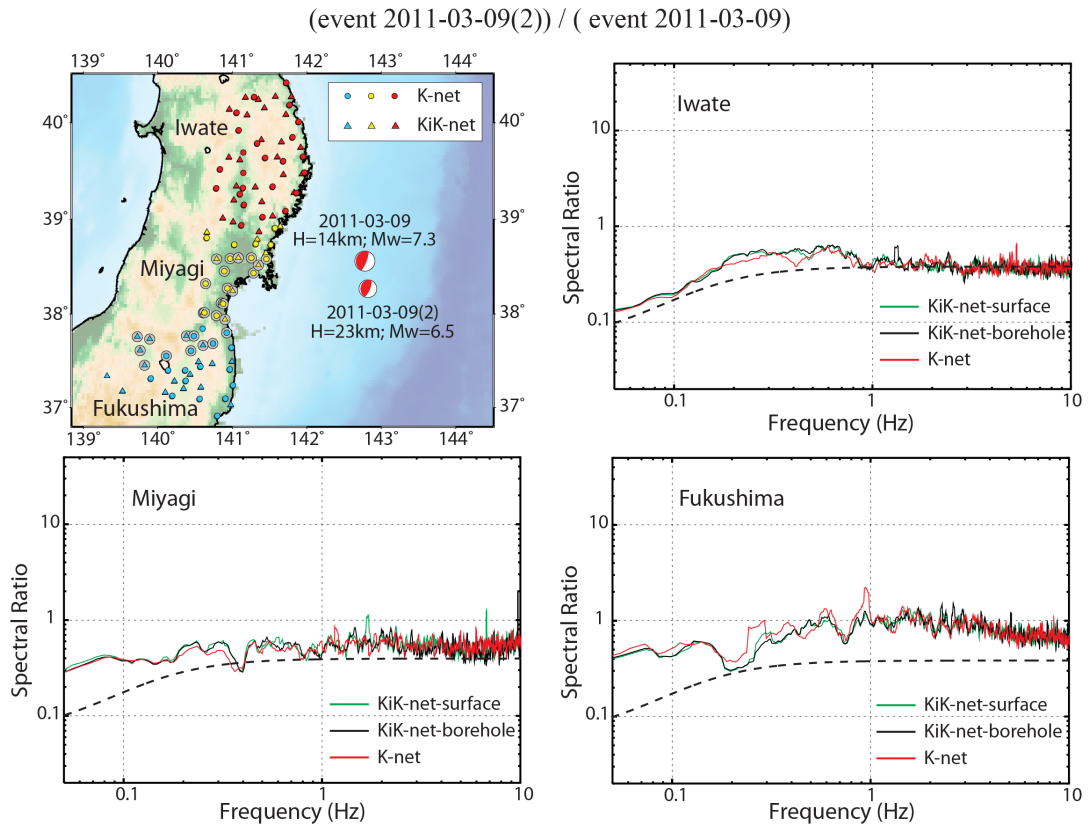 (event 2011-03-09(2)) / ( event 2011-03-09)
139° 140° 141° 142° 143° 144°
K-net
KiK-net
40° 40°
Iwate
39° 39°
2011-03-09
H=14km; Mw=7.3
Miyagi
38° 38°
2011-03-09(2)
H=23km; Mw=6.5
37° 37°
Fukushima
139° 140° 141° 142° 143° 144°
Iwate
10
1
0.1
Spectral Ratio
KiK-net-surface
KiK-net-borehole
K-net
0.1 1 10
Frequency (Hz)
Miyagi
10
1
0.1
Spectral Ratio
KiK-net-surface
KiK-net-borehole
K-net
0.1 1 10
Frequency (Hz)
Fukushima
10
1
0.1
Spectral Ratio
KiK-net-surface
KiK-net-borehole
K-net
0.1 1 10
Frequency (Hz)